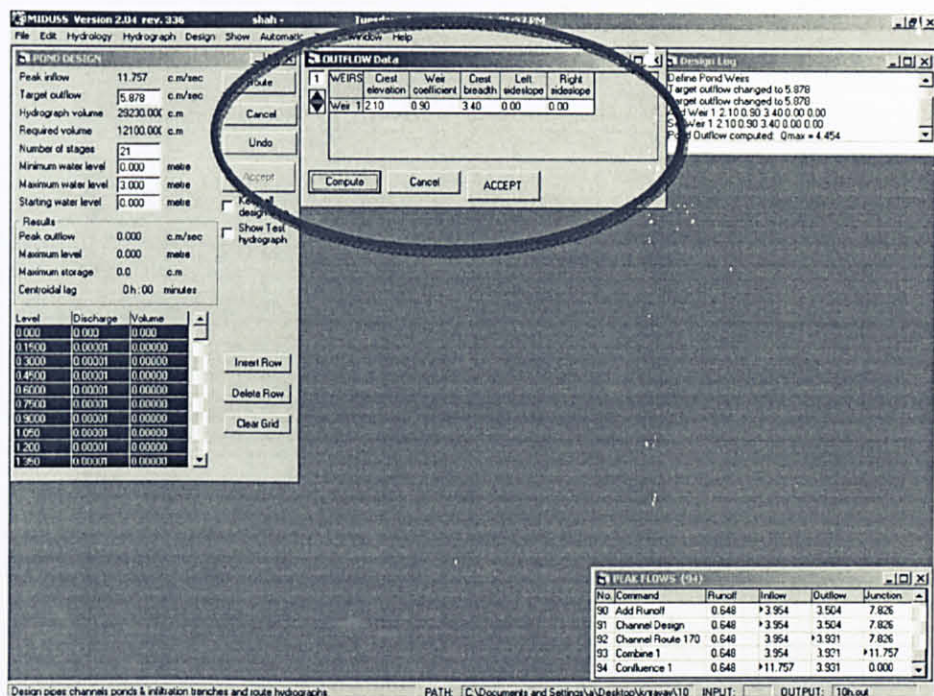 MIDUSS Version 2.04 rev. 336 shah -
File Edit Hydrology Hydrograph Design Show Automatic Help
POND DESIGN
Peak inflow 11.757 c.m/sec
Target outflow 5.878 c.m/sec
Hydrograph volume 29230.000 c.m
Required volume 12100.000 c.m
Number of stages 21
Minimum water level 0.000 metre
Maximum water level 3.000 metre
Starting water level 0.000 metre
Results
Peak outflow 0.000 c.m/sec
Maximum level 0.000 metre
Maximum storage 0.0 c.m
Centroidal lag 0h:00 minutes
Level Discharge Volume
0.000 0.000 0.000
0.1500 0.00001 0.00000
0.3000 0.00001 0.00000
0.4500 0.00001 0.00000
0.6000 0.00001 0.00000
0.7500 0.00001 0.00000
0.9000 0.00001 0.00000
1.050 0.00001 0.00000
1.200 0.00001 0.00000
1.350 0.00001 0.00000
Cancel
Undo
Accept
Show Test
hydrograph
Insert Row
Delete Row
Clear Grid
OUTFLOW Data
1 WEIRS Crest elevation Weir coefficient Crest breadth Left sideslope Right sideslope
Weir 1 2.10 0.90 3.40 0.00 0.00
Compute Cancel ACCEPT
Design Log
Define Pond Weirs
Target outflow changed to 5.878
Target outflow changed to 5.878
Weir 1 2.10 0.90 3.40 0.00 0.00
Weir 1 2.10 0.90 3.40 0.00 0.00
Pond Outflow computed: Qmax = 4.454
PEAK FLOWS (94)
No. Command Runoff Inflow Outflow Junction
90 Add Runoff 0.648 3.954 3.504 7.826
91 Channel Design 0.648 3.954 3.504 7.826
92 Channel Route 170 0.648 3.954 3.931 7.826
93 Combine 1 0.648 3.954 3.931 11.757
94 Confluence 1 0.648 11.757 3.931 0.000
Design pipes channels ponds & infiltration trenches and route hydrographs PATH: INPUT: OUTPUT: 10h.out